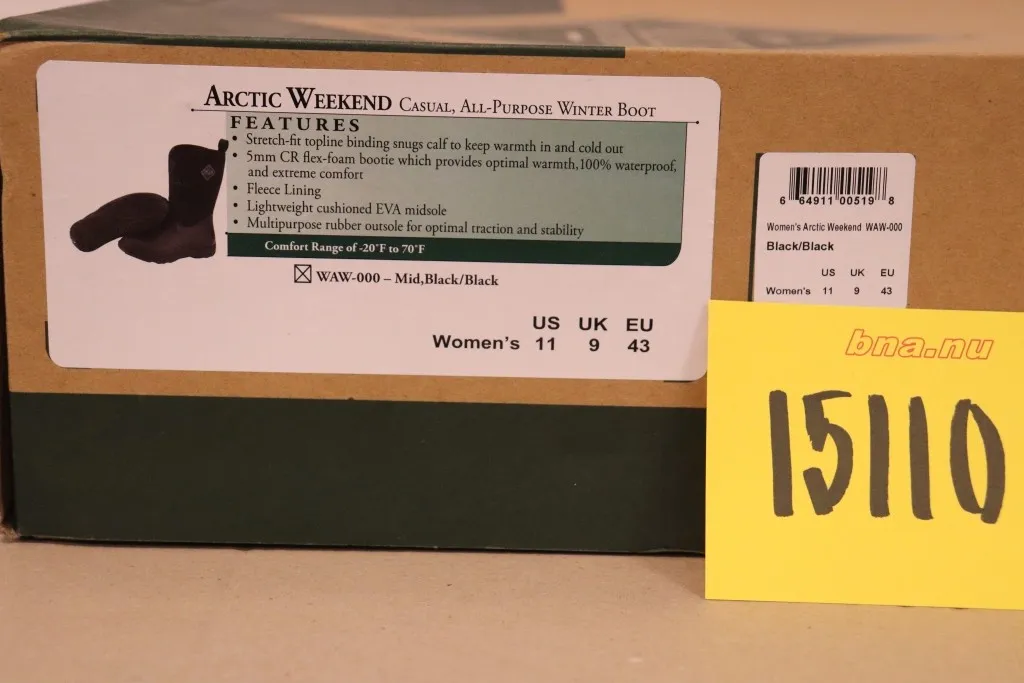 ARCTIC WEEKEND CASUAL, ALL-PURPOSE WINTER BOOT
FEATURES
• Stretch-fit topline binding snugs calf to keep warmth in and cold out
• 5mm CR flex-foam bootie which provides optimal warmth,100% waterproof,
and extreme comfort
• Fleece Lining
• Lightweight cushioned EVA midsole
• Multipurpose rubber outsole for optimal traction and stability
Comfort Range of -20°F to 70°F
WAW-000 – Mid,Black/Black
US UK EU
Women's 11 9 43
6 64911 00519 8
Women's Arctic Weekend WAW-000
Black/Black
US UK EU
Women's 11 9 43
bna.nu
15110